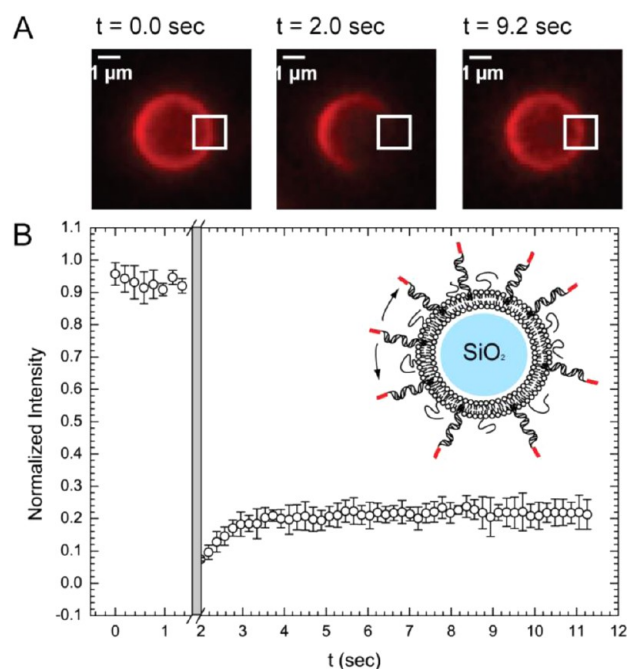 A
t = 0.0 sec
t = 2.0 sec
t = 9.2 sec
1 µm
1 µm
1 µm
B
1.1
1.0
0.9
0.8
0.7
0.6
0.5
0.4
0.3
0.2
0.1
0.0
-0.1
Normalized Intensity
SiO₂
0 1 2 3 4 5 6 7 8 9 10 11 12
t (sec)